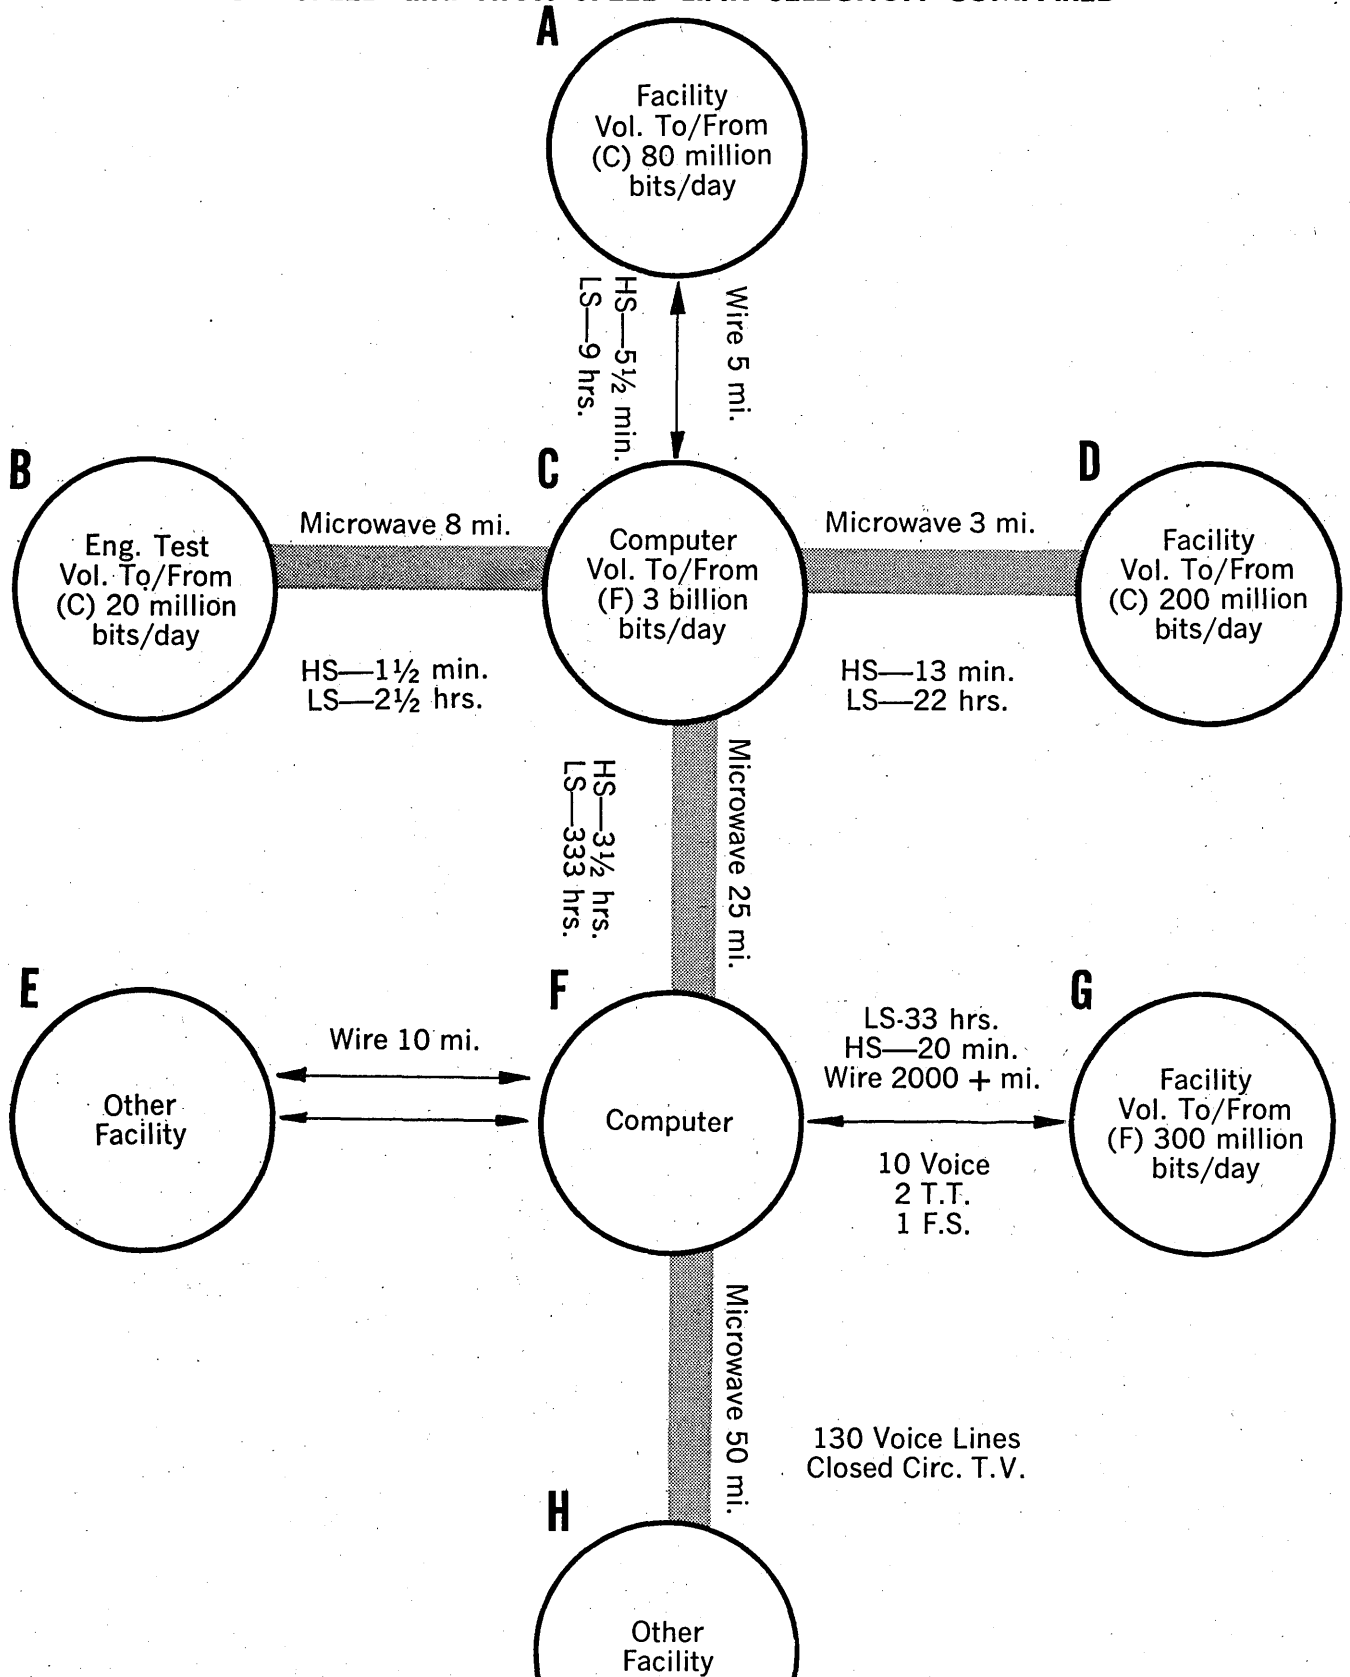 A
Facility
Vol. To/From
(C) 80 million
bits/day
HS—5½ min.
LS—9 hrs.
Wire 5 mi.
B
Eng. Test
Vol. To/From
(C) 20 million
bits/day
Microwave 8 mi.
HS—1½ min.
LS—2½ hrs.
C
Computer
Vol. To/From
(F) 3 billion
bits/day
Microwave 3 mi.
HS—13 min.
LS—22 hrs.
D
Facility
Vol. To/From
(C) 200 million
bits/day
HS—3½ hrs.
LS—333 hrs.
Microwave 25 mi.
E
Other
Facility
Wire 10 mi.
F
Computer
LS-33 hrs.
HS—20 min.
Wire 2000 + mi.
10 Voice
2 T.T.
1 F.S.
G
Facility
Vol. To/From
(F) 300 million
bits/day
Microwave 50 mi.
130 Voice Lines
Closed Circ. T.V.
H
Other
Facility